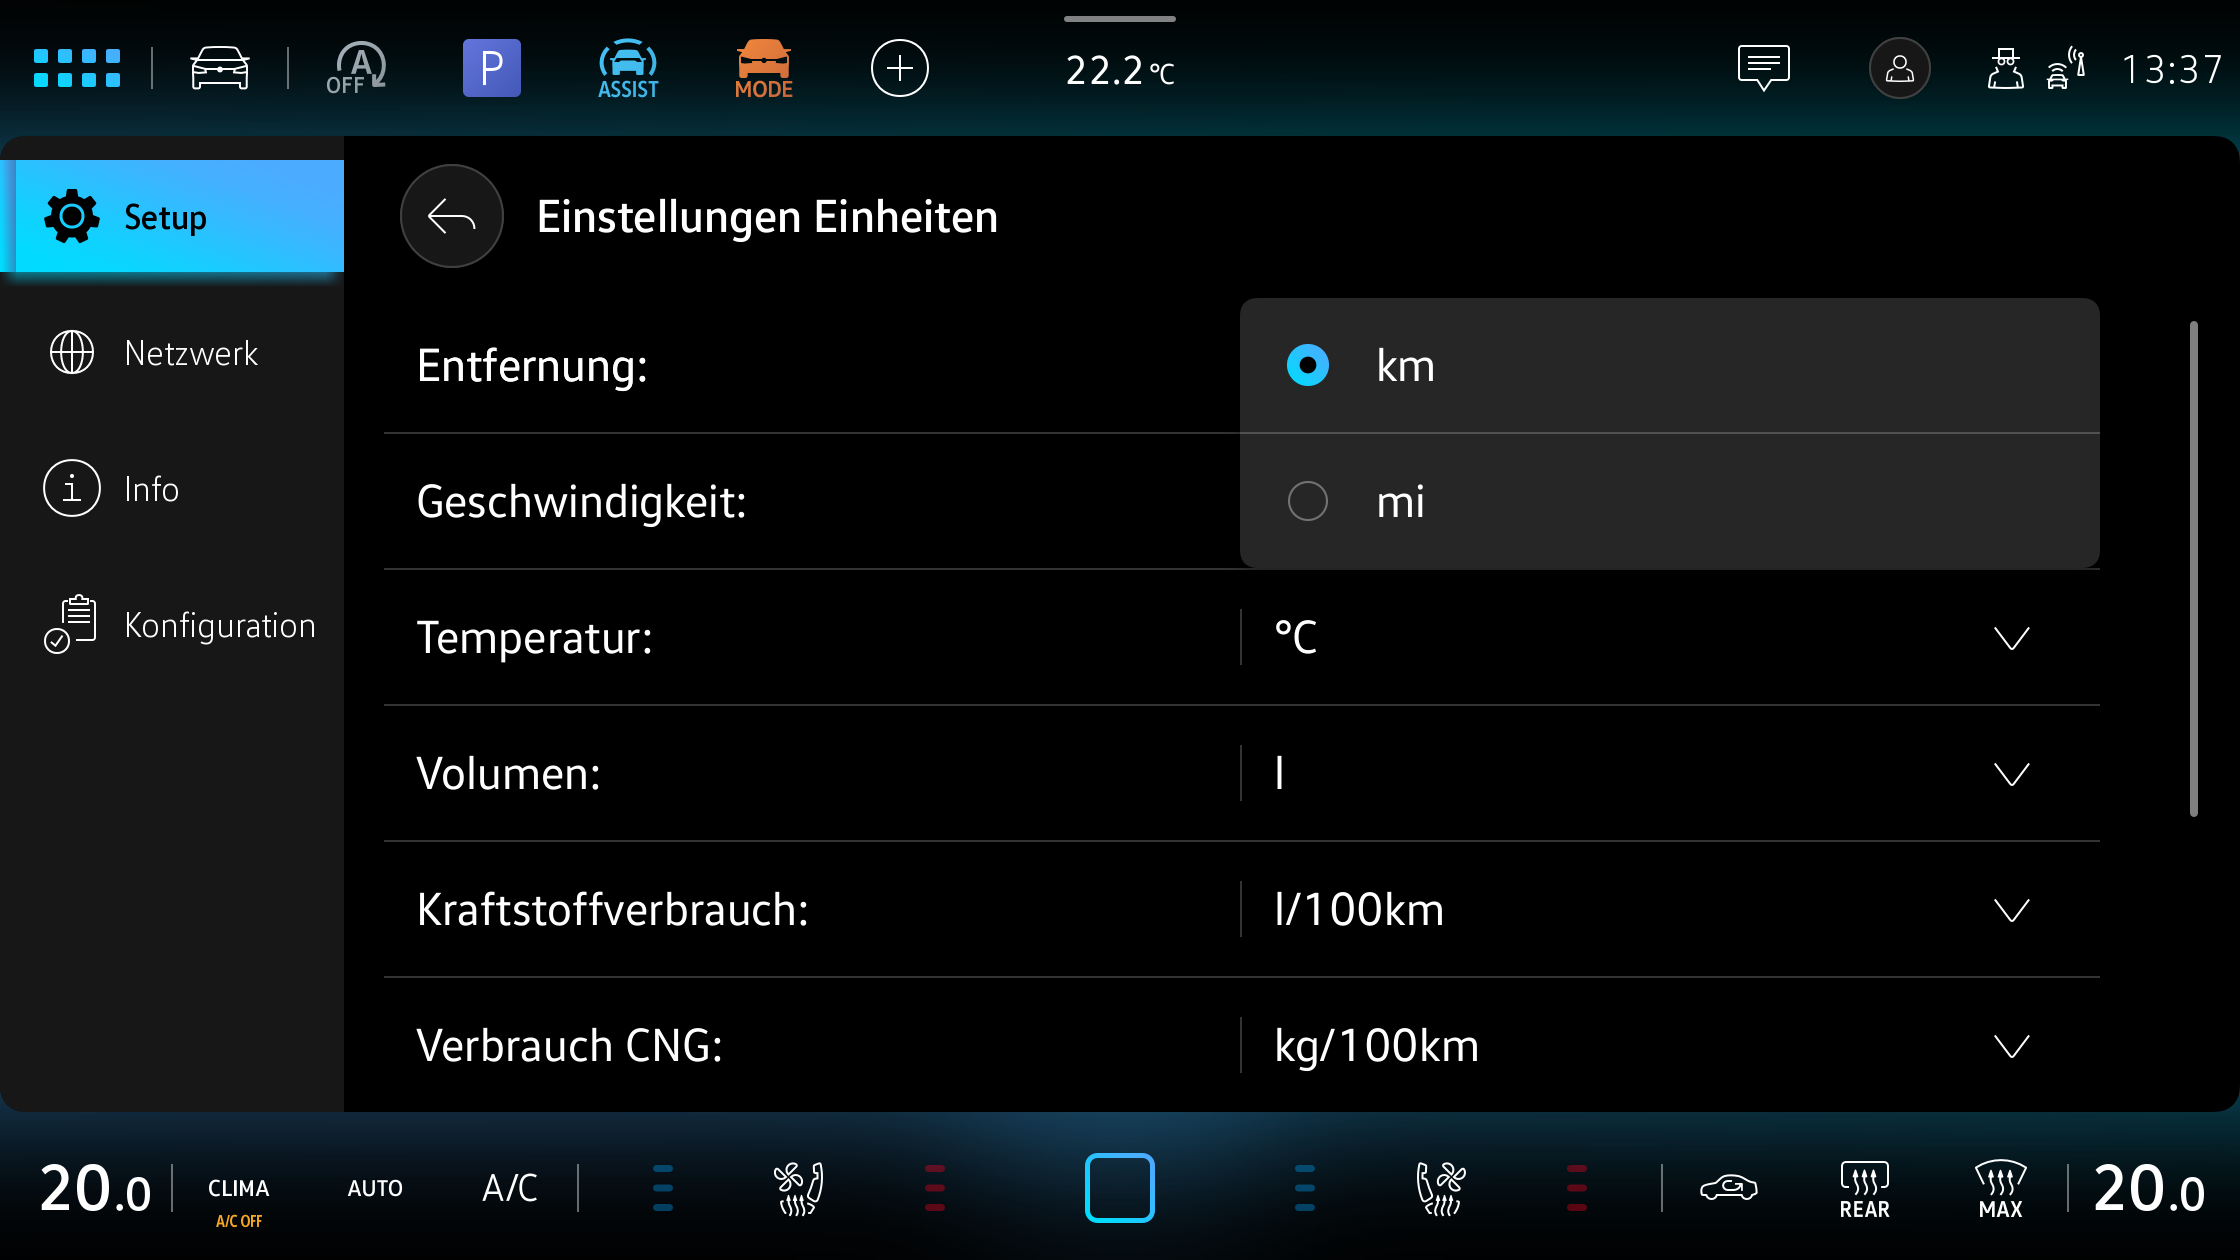 A
OFF
P
ASSIST
MODE
22.2 °C
13:37
Setup
Netzwerk
Info
Konfiguration
Einstellungen Einheiten
Entfernung:
km
Geschwindigkeit:
mi
Temperatur:
°C
Volumen:
l
Kraftstoffverbrauch:
l/100km
Verbrauch CNG:
kg/100km
20.0
CLIMA
A/C OFF
AUTO
A/C
REAR
MAX
20.0